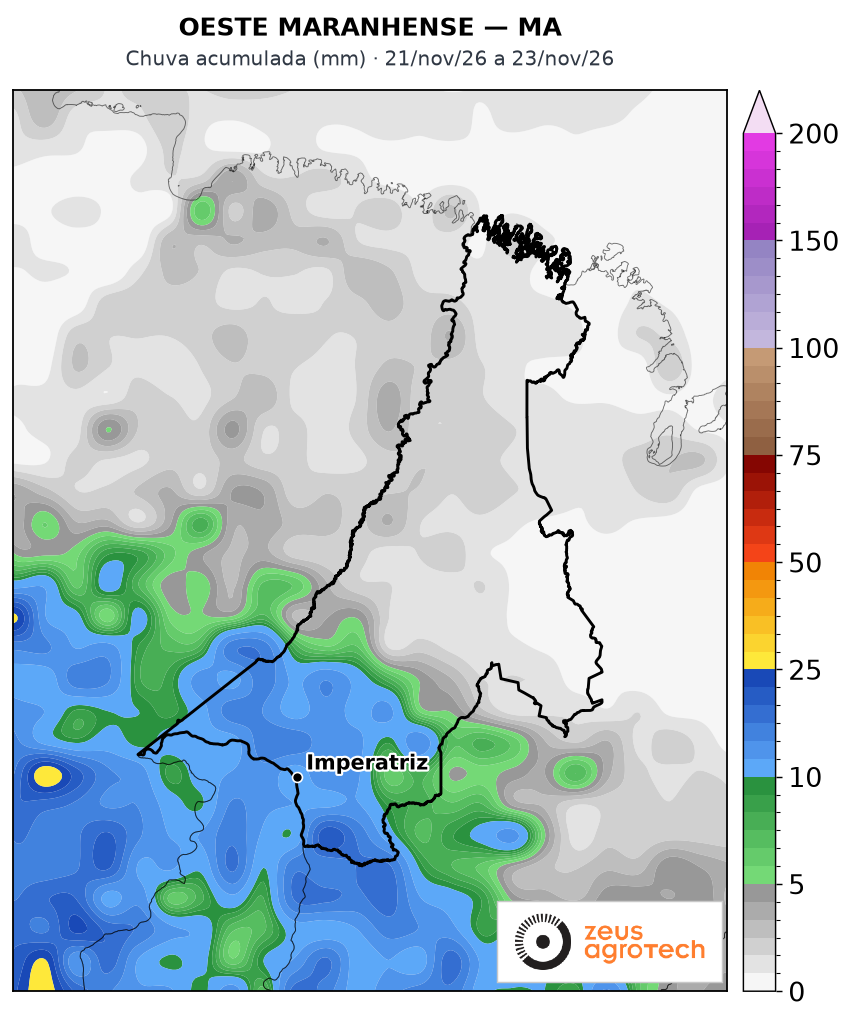 OESTE MARANHENSE — MA
Chuva acumulada (mm) · 21/nov/26 a 23/nov/26
200
150
100
75
50
25
10
5
0
Imperatriz
zeus
agrotech